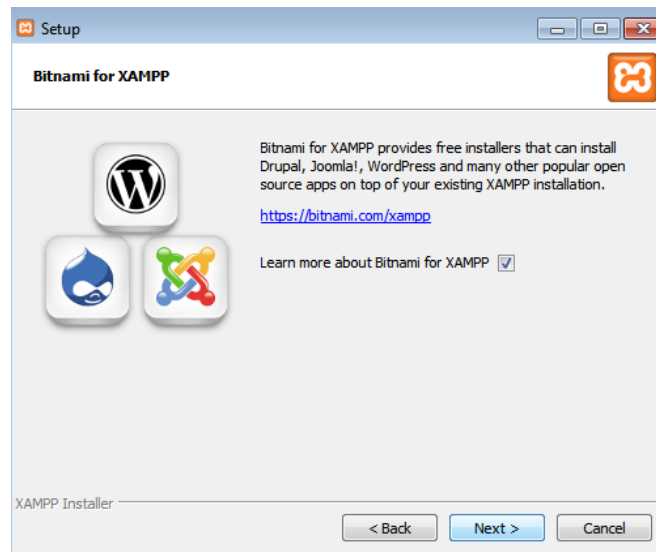 Setup
Bitnami for XAMPP
Bitnami for XAMPP provides free installers that can install
Drupal, Joomla!, WordPress and many other popular open
source apps on top of your existing XAMPP installation.
https://bitnami.com/xampp
Learn more about Bitnami for XAMPP
XAMPP Installer
< Back Next > Cancel